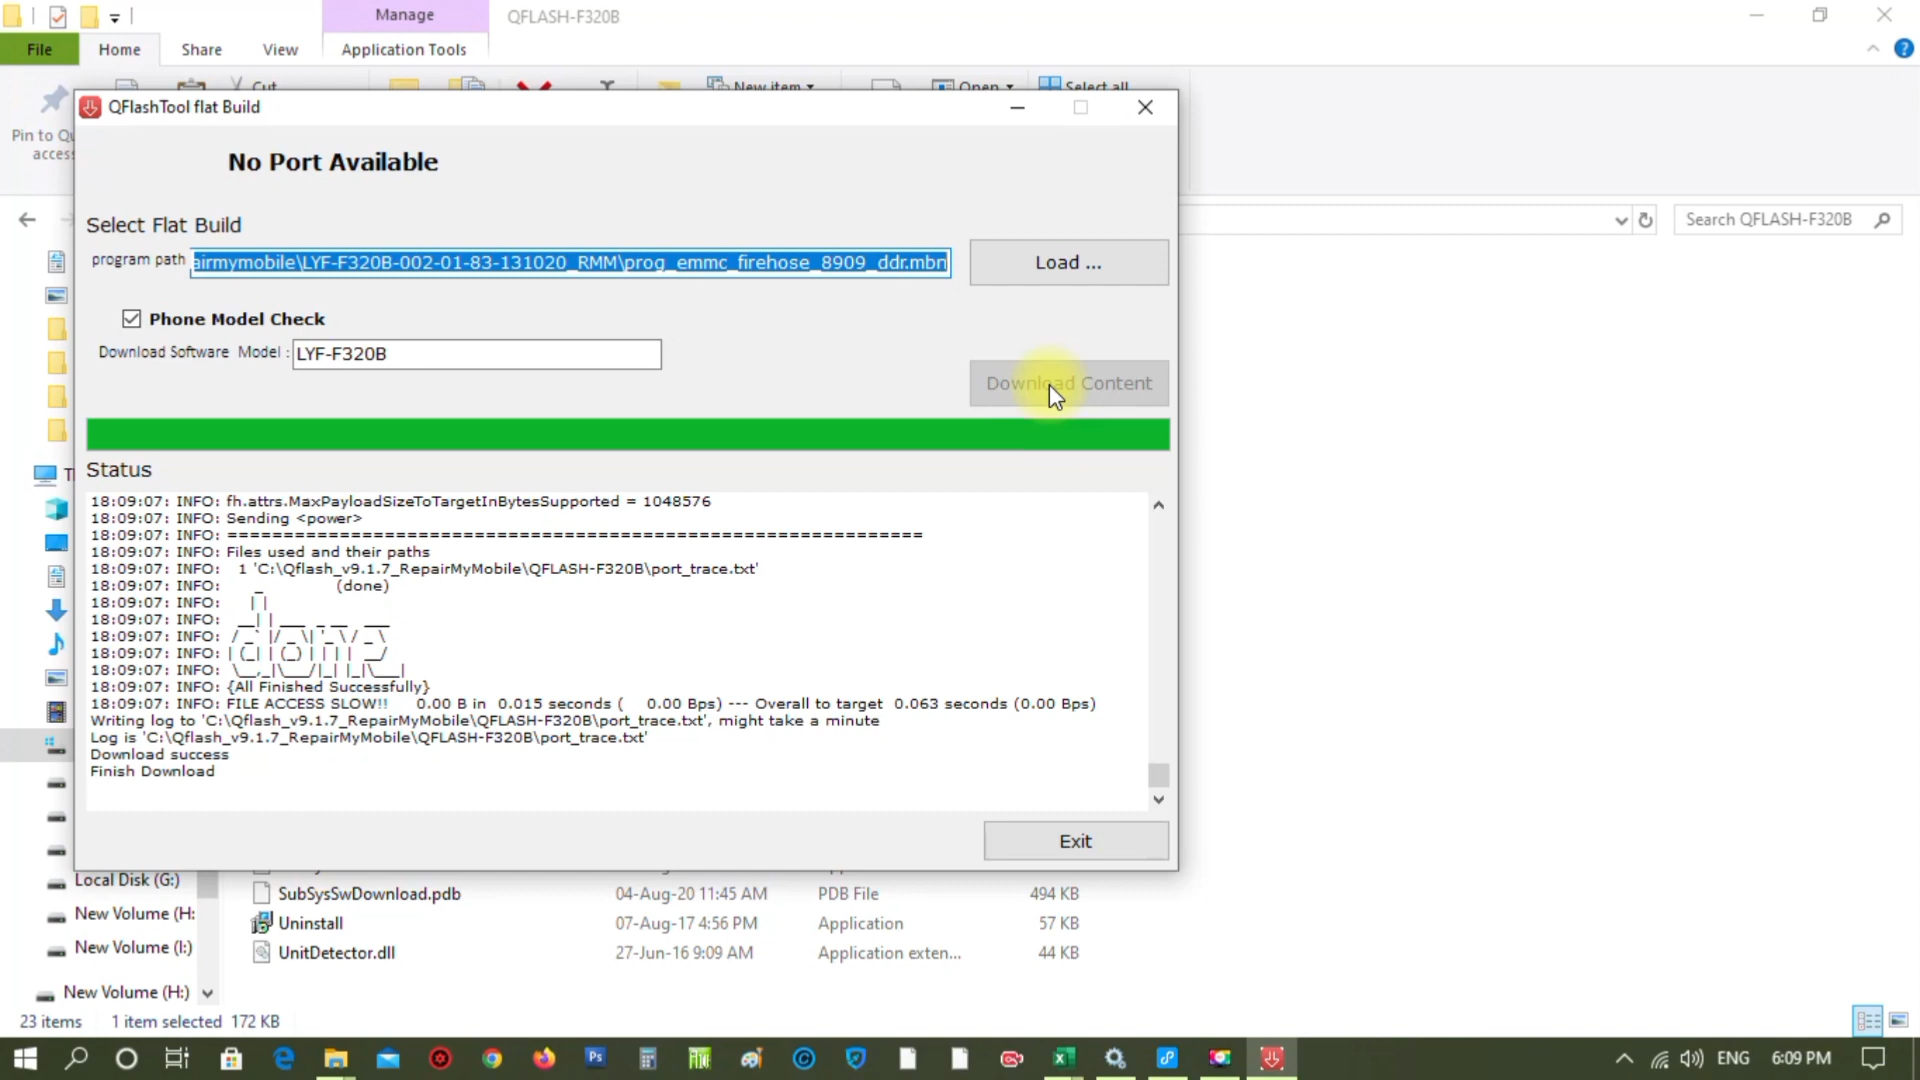 Manage
QFLASH-F320B
File
Home
Share
View
Application Tools
Cut
New item
Open
Select all
Pin to Qu
access
QFlashTool flat Build
No Port Available
Select Flat Build
program path
airmymobile\LYF-F320B-002-01-83-131020_RMM\prog_emmc_firehose_8909_ddr.mbn
Load ...
Search QFLASH-F320B
Phone Model Check
Download Software Model :
LYF-F320B
Download Content
Status
18:09:07: INFO: fh.attrs.MaxPayloadSizeToTargetInBytesSupported = 1048576
18:09:07: INFO: Sending <power>
18:09:07: INFO: ==============================================================
18:09:07: INFO: Files used and their paths
18:09:07: INFO: 1 'C:\Qflash_v9.1.7_RepairMyMobile\QFLASH-F320B\port_trace.txt'
18:09:07: INFO: _ (done)
18:09:07: INFO: | |
18:09:07: INFO: __| | ___ _ __ ___
18:09:07: INFO: / _` |/ _ \| '_ \ / _ \
18:09:07: INFO: | (_| | (_) | | | | __/
18:09:07: INFO: \__,_|\___/|_| |_|\___|
18:09:07: INFO: {All Finished Successfully}
18:09:07: INFO: FILE ACCESS SLOW!! 0.00 B in 0.015 seconds ( 0.00 Bps) --- Overall to target 0.063 seconds (0.00 Bps)
Writing log to 'C:\Qflash_v9.1.7_RepairMyMobile\QFLASH-F320B\port_trace.txt', might take a minute
Log is 'C:\Qflash_v9.1.7_RepairMyMobile\QFLASH-F320B\port_trace.txt'
Download success
Finish Download
Exit
Local Disk (G:)
New Volume (H:
New Volume (I:)
New Volume (H:)
SubSysSwDownload.pdb 04-Aug-20 11:45 AM PDB File 494 KB
Uninstall 07-Aug-17 4:56 PM Application 57 KB
UnitDetector.dll 27-Jun-16 9:09 AM Application exten... 44 KB
23 items 1 item selected 172 KB
ENG
6:09 PM